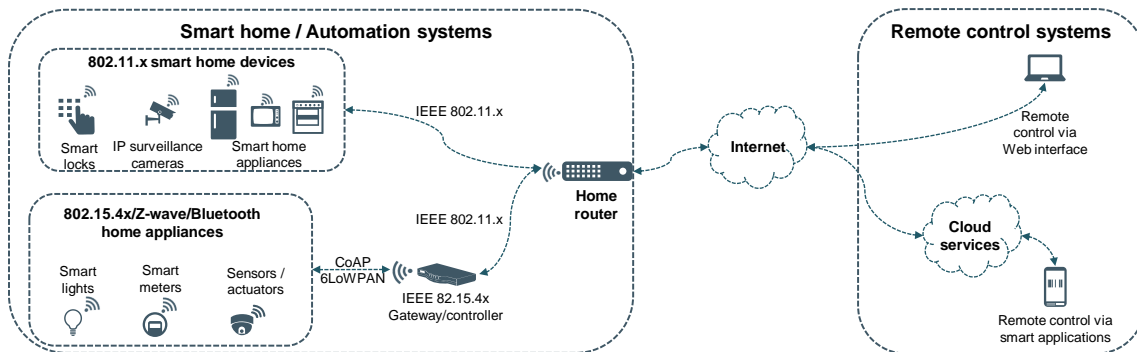 Smart home / Automation systems
802.11.x smart home devices
Smart
locks
IP surveillance
cameras
Smart home
appliances
IEEE 802.11.x
Home
router
802.15.4x/Z-wave/Bluetooth
home appliances
Smart
lights
Smart
meters
Sensors /
actuators
CoAP
6LoWPAN
IEEE 802.11.x
IEEE 82.15.4x
Gateway/controller
Internet
Remote control systems
Remote
control via
Web interface
Cloud
services
Remote control via
smart applications